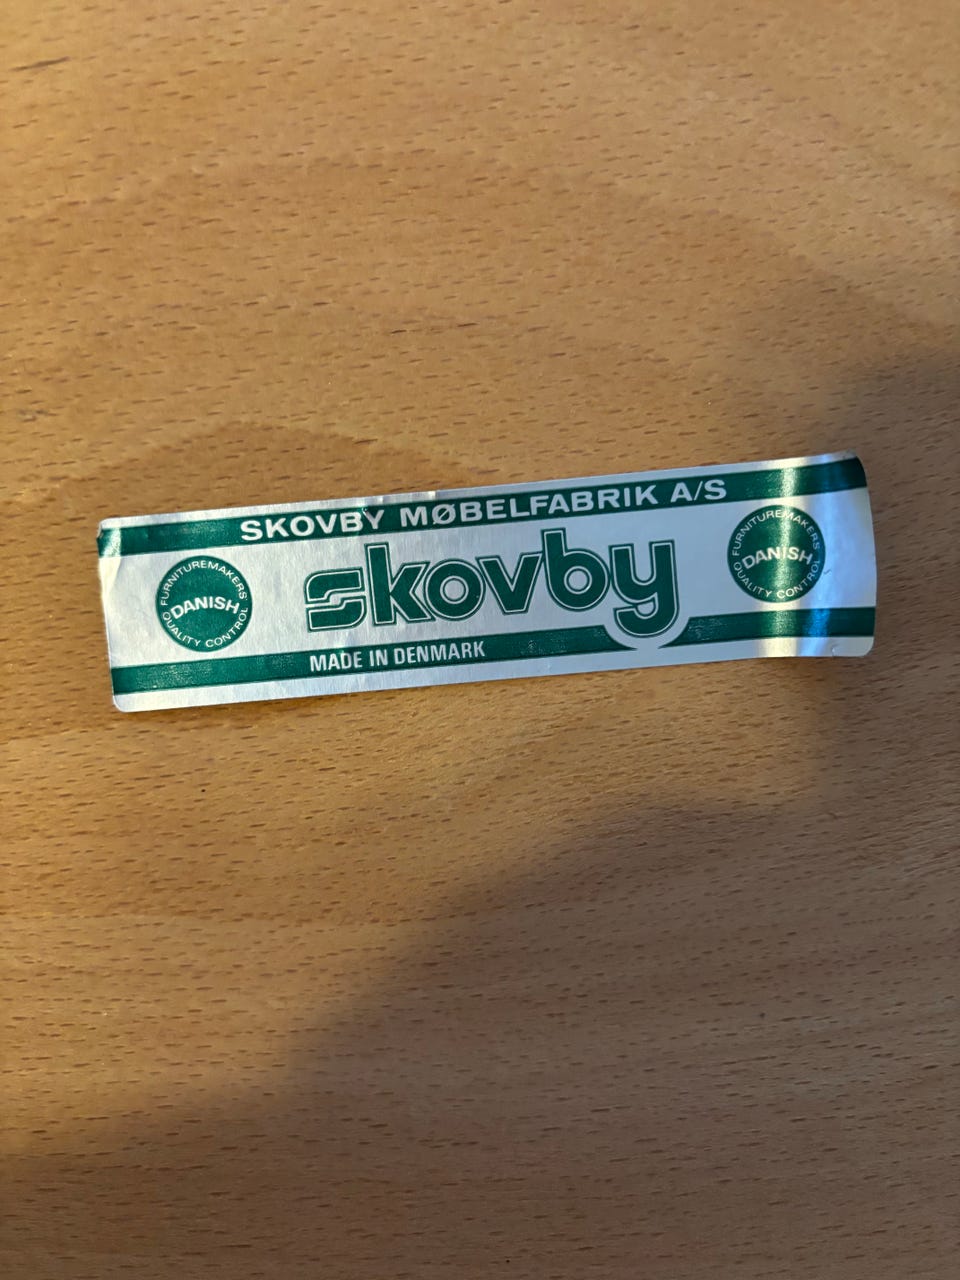 SKOVBY MØBELFABRIK A/S
FURNITUREMAKERS'
DANISH
QUALITY CONTROL
skovby
FURNITUREMAKERS'
DANISH
QUALITY CONTROL
MADE IN DENMARK